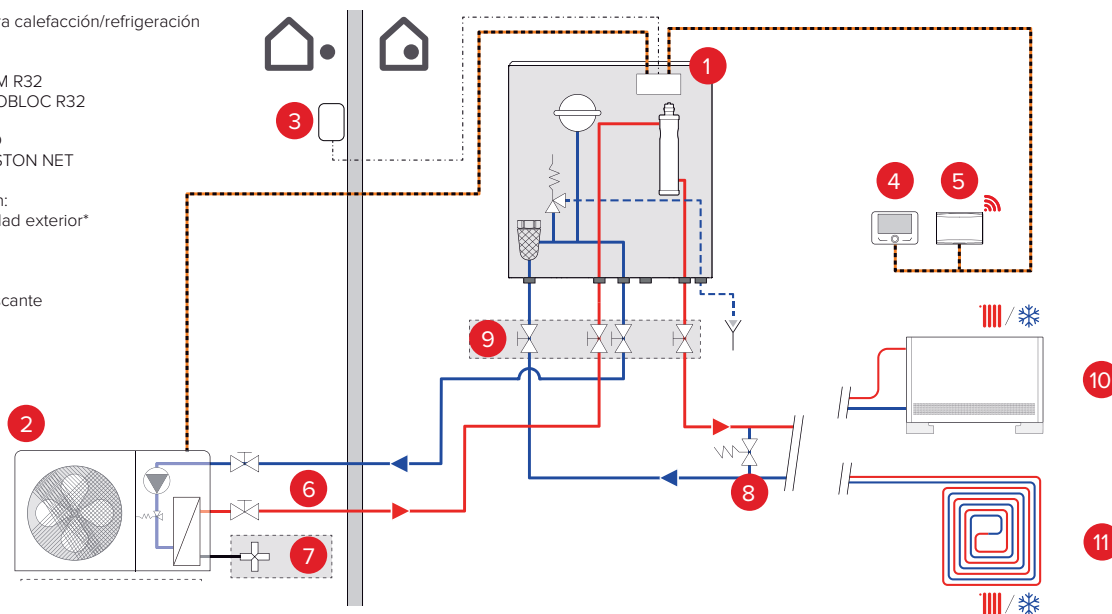 a calefacción/refrigeración
M R32
OBLOC R32
STON NET
n:
dad exterior*
cante
1
3
4
5
9
10
2
6
8
7
11